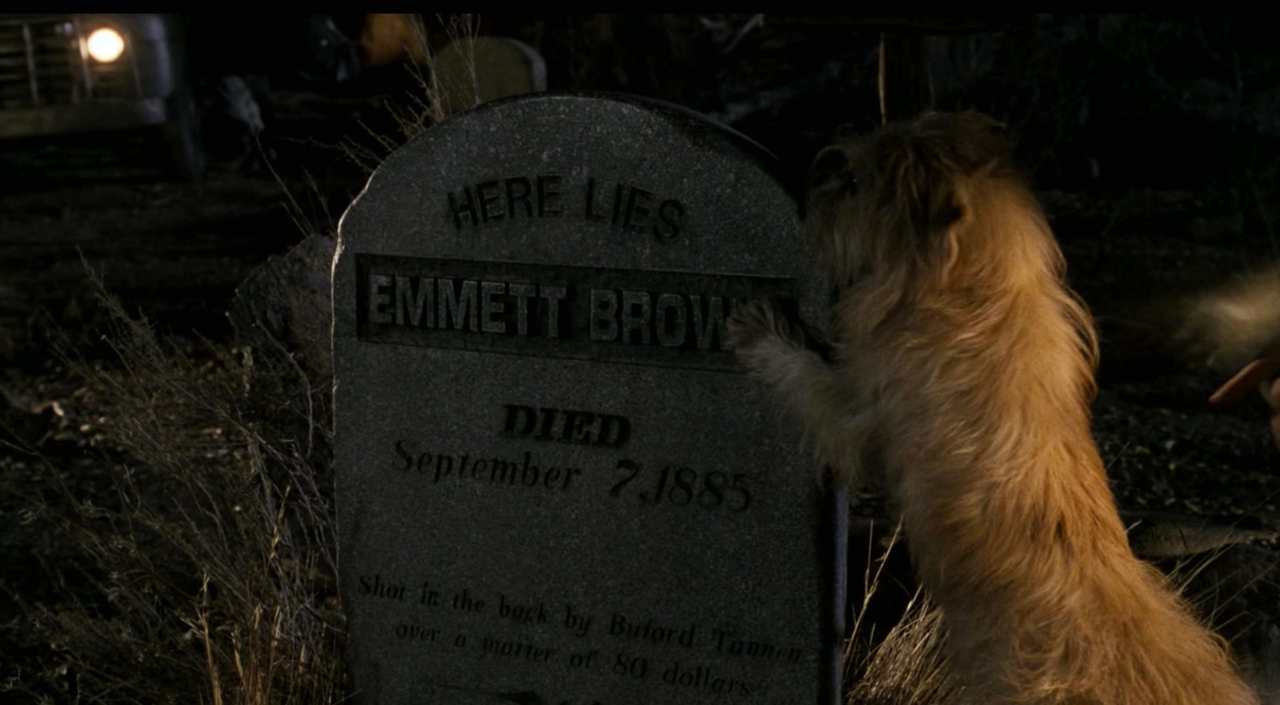 HERE LIES
EMMETT BROW
DIED
September 7, 1885
Shot in the back by Buford Tannen
over a matter of 80 dollars